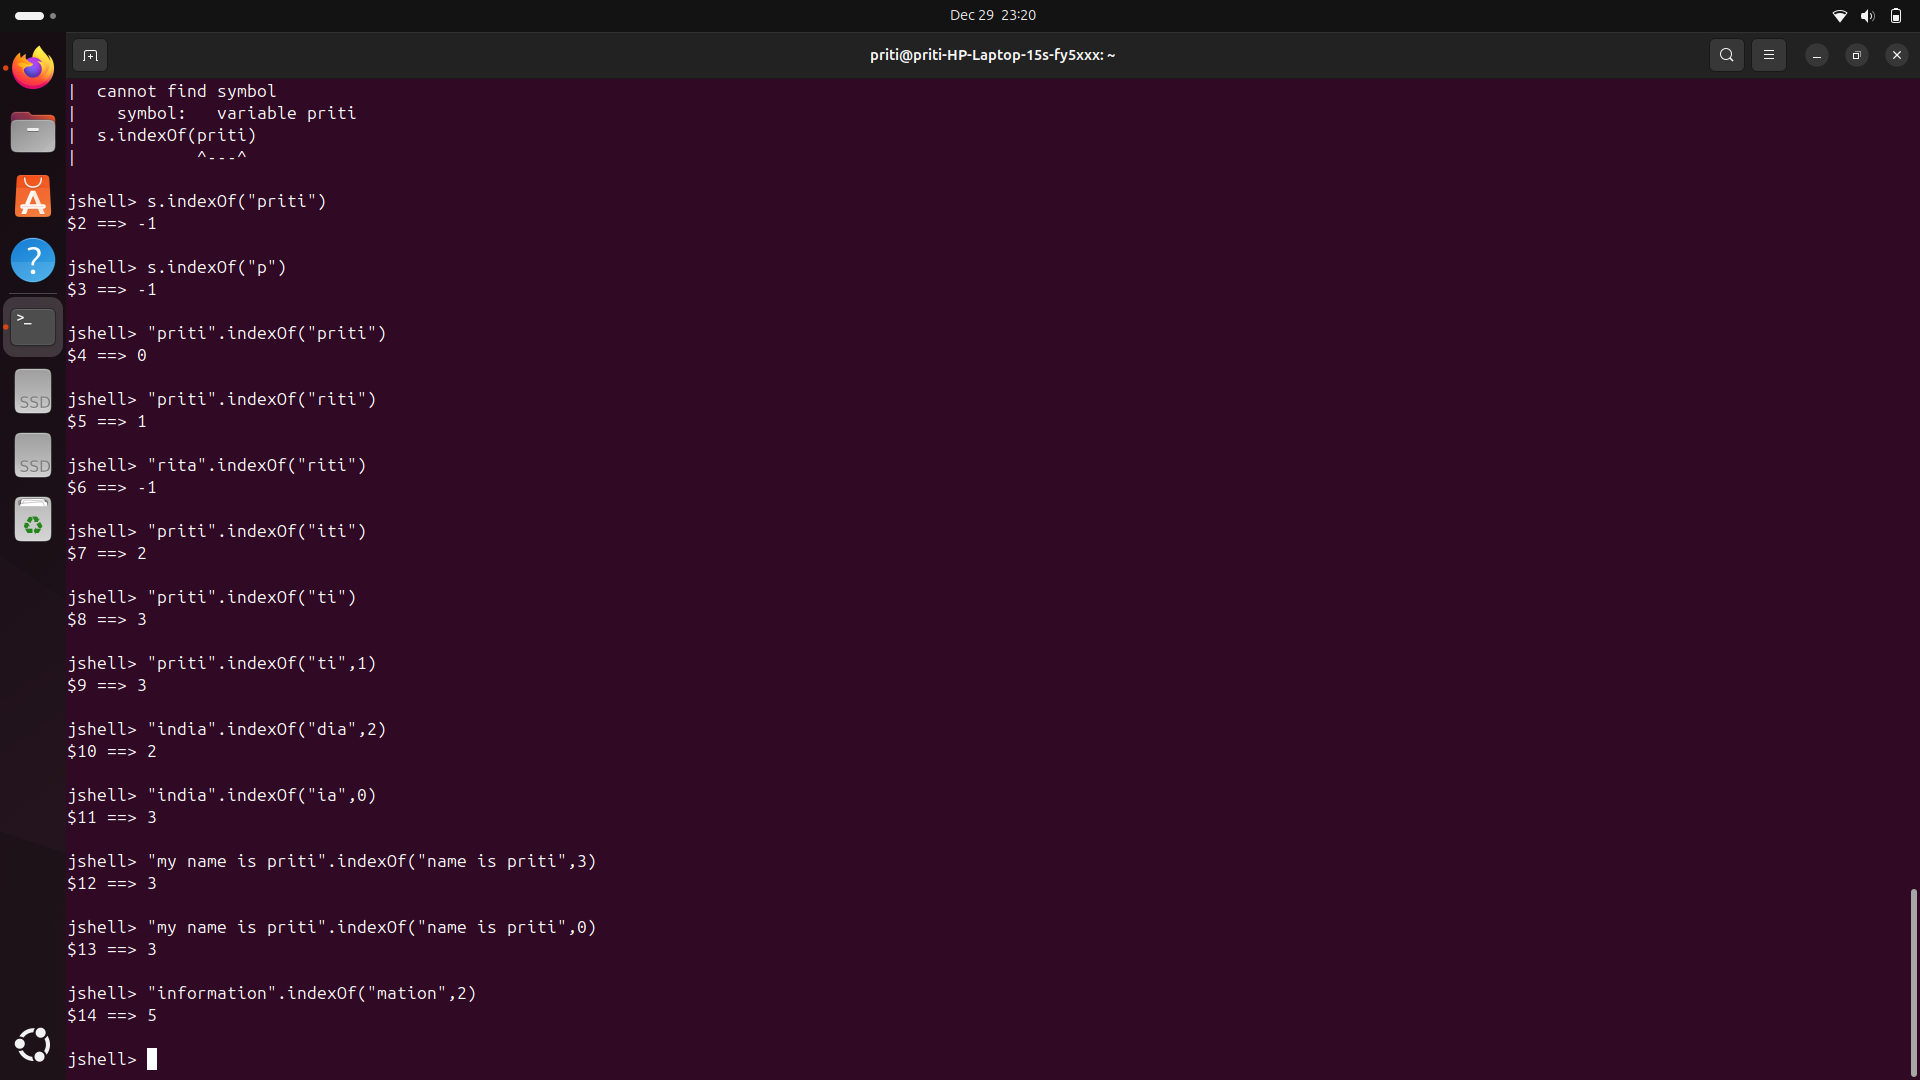 Dec 29 23:20
priti@priti-HP-Laptop-15s-fy5xxx: ~
|  cannot find symbol
|    symbol:   variable priti
|  s.indexOf(priti)
|            ^---^
jshell> s.indexOf("priti")
$2 ==> -1
jshell> s.indexOf("p")
$3 ==> -1
jshell> "priti".indexOf("priti")
$4 ==> 0
jshell> "priti".indexOf("riti")
$5 ==> 1
jshell> "rita".indexOf("riti")
$6 ==> -1
jshell> "priti".indexOf("iti")
$7 ==> 2
jshell> "priti".indexOf("ti")
$8 ==> 3
jshell> "priti".indexOf("ti",1)
$9 ==> 3
jshell> "india".indexOf("dia",2)
$10 ==> 2
jshell> "india".indexOf("ia",0)
$11 ==> 3
jshell> "my name is priti".indexOf("name is priti",3)
$12 ==> 3
jshell> "my name is priti".indexOf("name is priti",0)
$13 ==> 3
jshell> "information".indexOf("mation",2)
$14 ==> 5
jshell>
>_
SSD
SSD